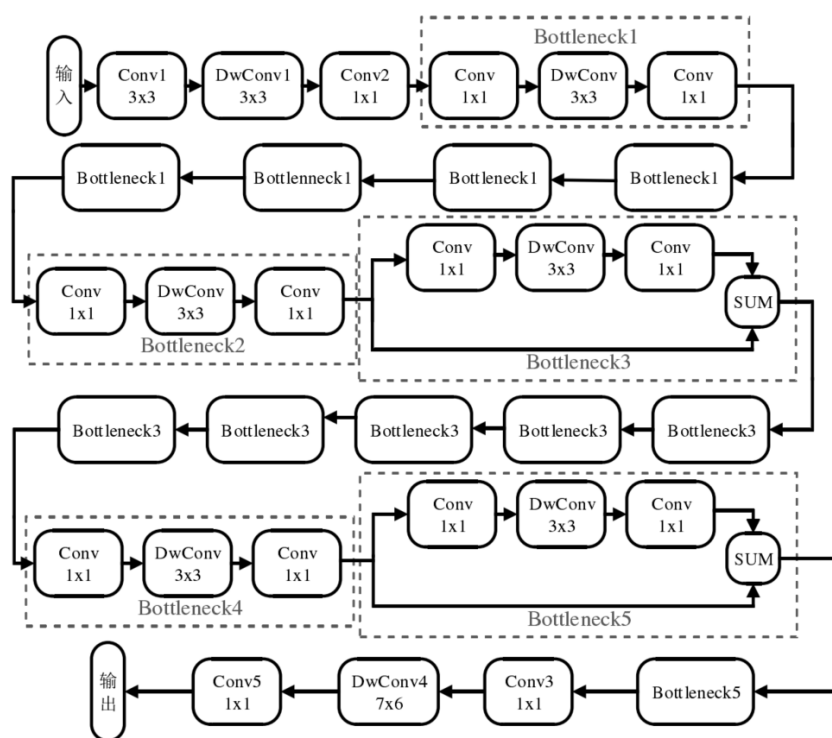 Bottleneck1
输入
Conv1
3x3
DwConv1
3x3
Conv2
1x1
Conv
1x1
DwConv
3x3
Conv
1x1
Bottleneck1
Bottlenneck1
Bottleneck1
Bottleneck1
Conv
1x1
DwConv
3x3
Conv
1x1
SUM
Conv
1x1
DwConv
3x3
Conv
1x1
Bottleneck2
Bottleneck3
Bottleneck3
Bottleneck3
Bottleneck3
Bottleneck3
Bottleneck3
Conv
1x1
DwConv
3x3
Conv
1x1
SUM
Conv
1x1
DwConv
3x3
Conv
1x1
Bottleneck4
Bottleneck5
输出
Conv5
1x1
DwConv4
7x6
Conv3
1x1
Bottleneck5